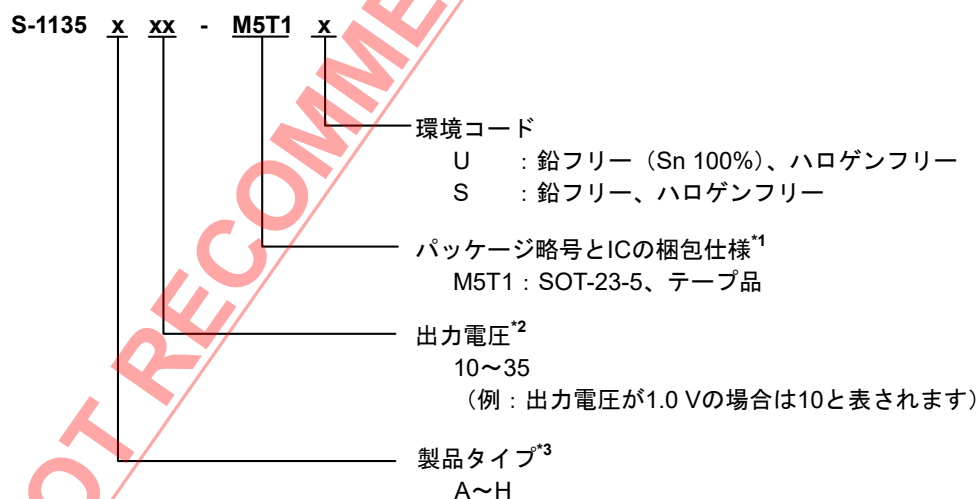 S-1135 x xx - M5T1 x
環境コード
U : 鉛フリー（Sn 100%）、ハロゲンフリー
S : 鉛フリー、ハロゲンフリー
パッケージ略号とICの梱包仕様*1
M5T1：SOT-23-5、テープ品
出力電圧*2
10～35
（例：出力電圧が1.0 Vの場合は10と表されます）
製品タイプ*3
A～H
OT RECOMME